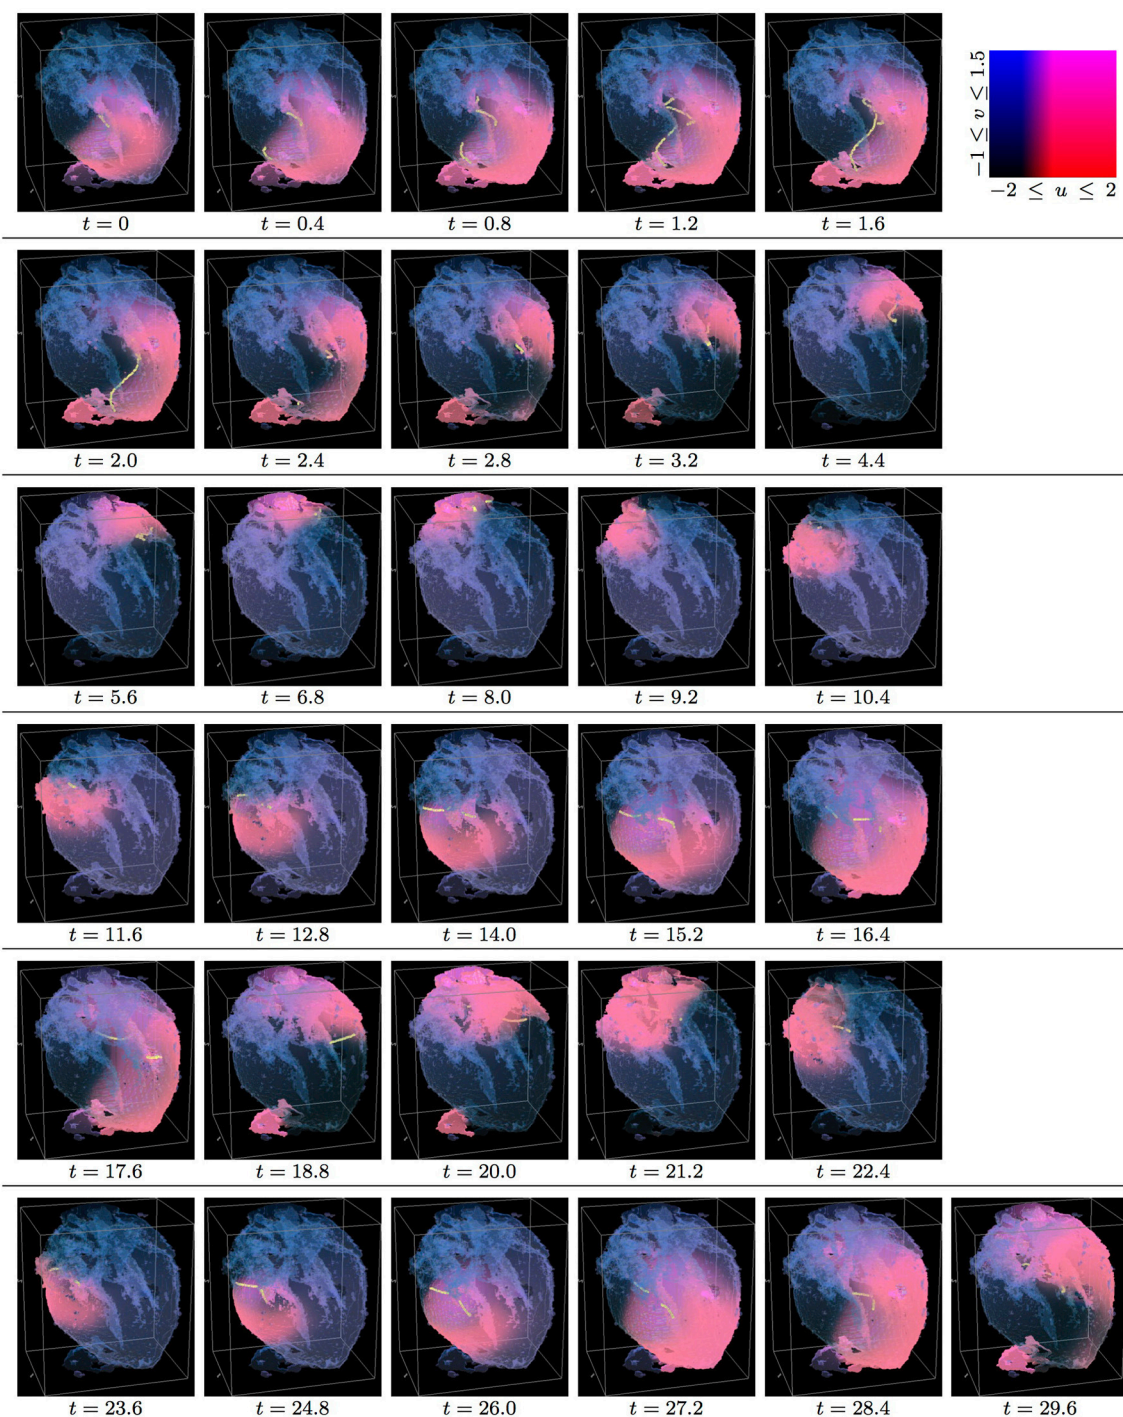 −1 ≤ v ≤ 1.5
−2 ≤ u ≤ 2
t = 0 t = 0.4 t = 0.8 t = 1.2 t = 1.6
t = 2.0 t = 2.4 t = 2.8 t = 3.2 t = 4.4
t = 5.6 t = 6.8 t = 8.0 t = 9.2 t = 10.4
t = 11.6 t = 12.8 t = 14.0 t = 15.2 t = 16.4
t = 17.6 t = 18.8 t = 20.0 t = 21.2 t = 22.4
t = 23.6 t = 24.8 t = 26.0 t = 27.2 t = 28.4 t = 29.6